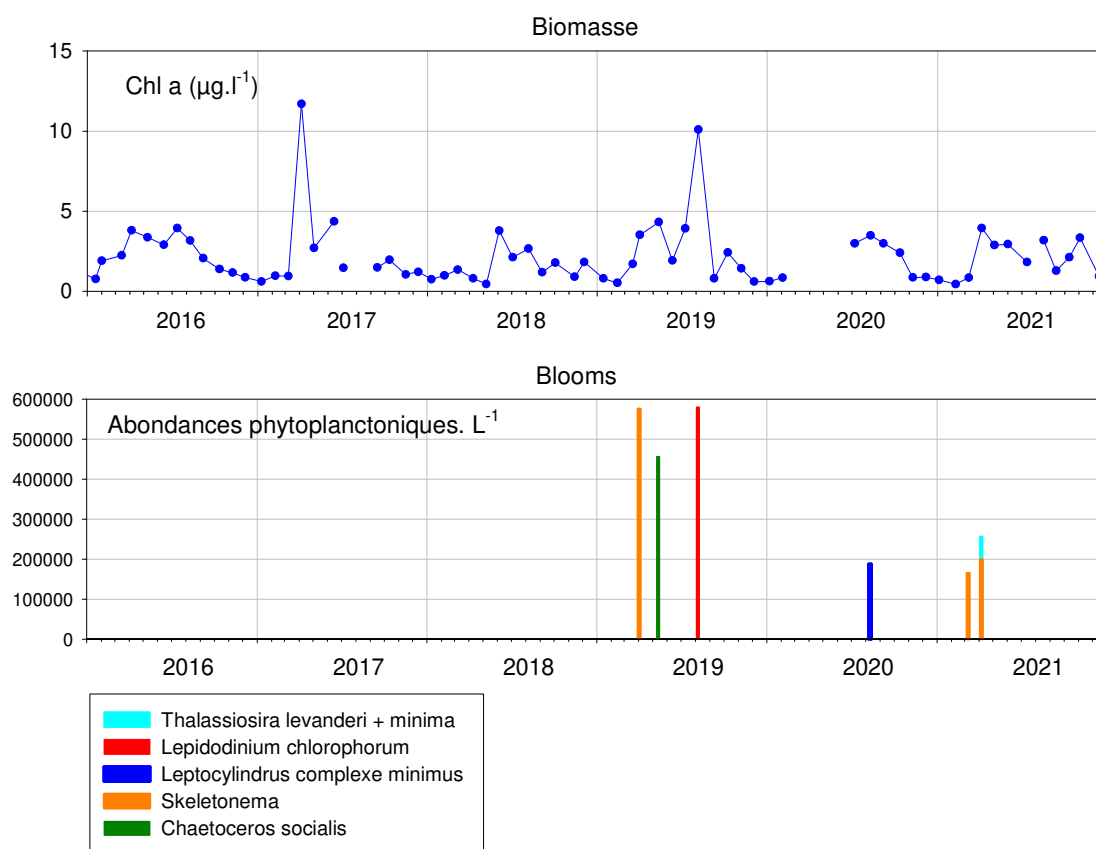 Biomasse
15
Chl a (µg.l⁻¹)
10
5
0
2016 2017 2018 2019 2020 2021
Blooms
600000
Abondances phytoplanctoniques. L⁻¹
500000
400000
300000
200000
100000
0
2016 2017 2018 2019 2020 2021
Thalassiosira levanderi + minima
Lepidodinium chlorophorum
Leptocylindrus complexe minimus
Skeletonema
Chaetoceros socialis